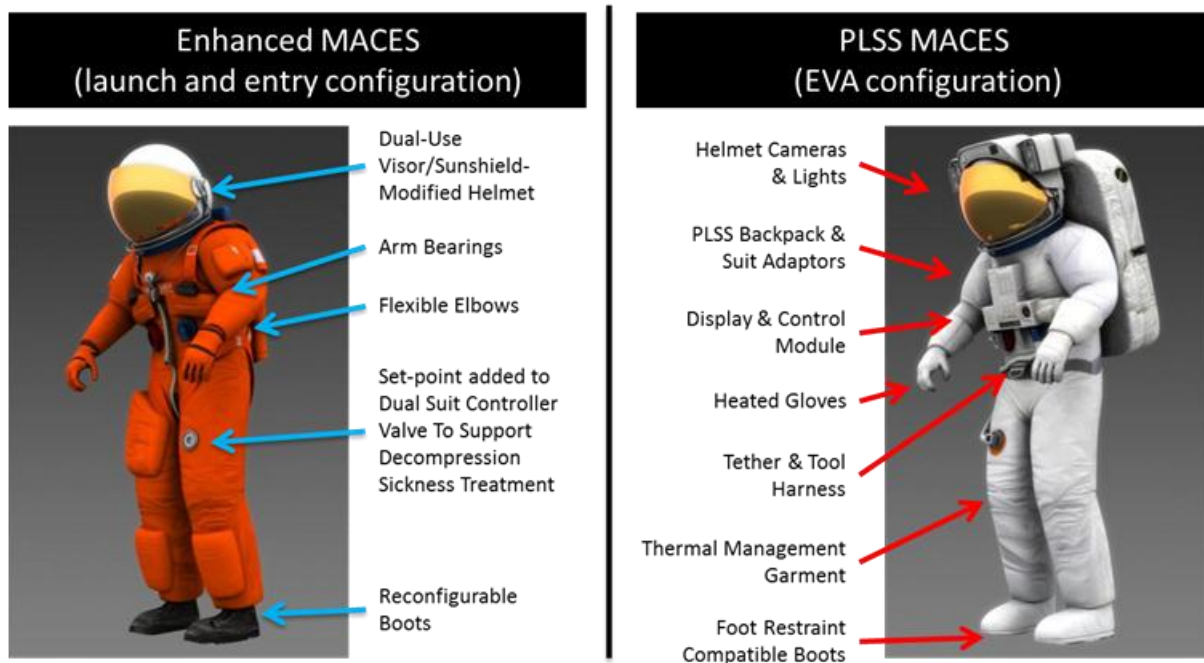 Enhanced MACES
(launch and entry configuration)
Dual-Use
Visor/Sunshield-
Modified Helmet
Arm Bearings
Flexible Elbows
Set-point added to
Dual Suit Controller
Valve To Support
Decompression
Sickness Treatment
Reconfigurable
Boots
PLSS MACES
(EVA configuration)
Helmet Cameras
& Lights
PLSS Backpack &
Suit Adaptors
Display & Control
Module
Heated Gloves
Tether & Tool
Harness
Thermal Management
Garment
Foot Restraint
Compatible Boots